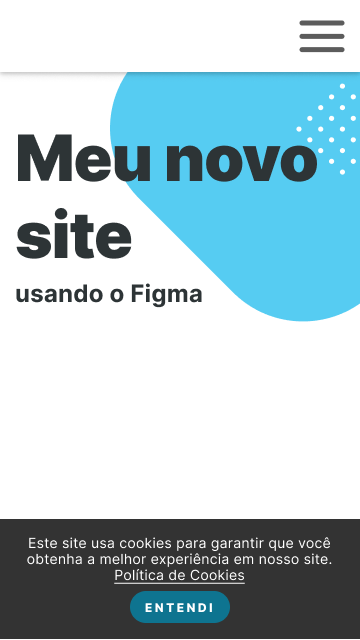 Meu novo
site
usando o Figma
Este site usa cookies para garantir que você
obtenha a melhor experiência em nosso site.
Política de Cookies
ENTENDI